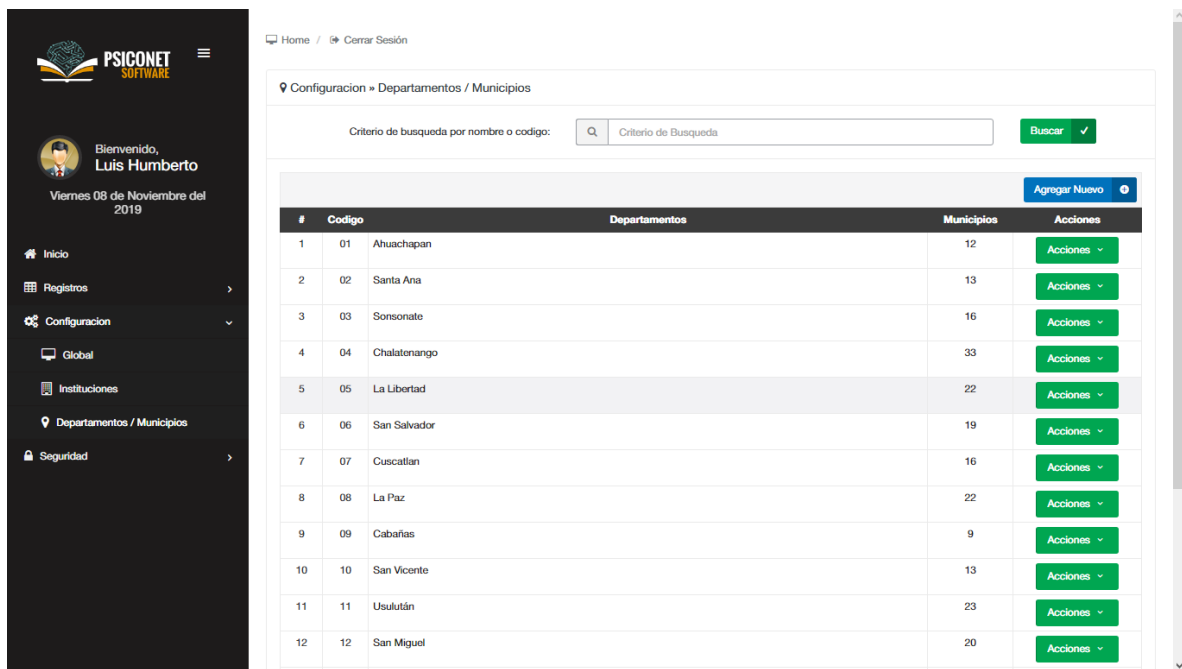 PSICONET
SOFTWARE
Bienvenido,
Luis Humberto
Viernes 08 de Noviembre del
2019
Inicio
Registros
Configuracion
Global
Instituciones
Departamentos / Municipios
Seguridad
Home / Cerrar Sesión
Configuracion » Departamentos / Municipios
Criterio de busqueda por nombre o codigo: Criterio de Busqueda Buscar
Agregar Nuevo
# Codigo Departamentos Municipios Acciones
1 01 Ahuachapan 12 Acciones
2 02 Santa Ana 13 Acciones
3 03 Sonsonate 16 Acciones
4 04 Chalatenango 33 Acciones
5 05 La Libertad 22 Acciones
6 06 San Salvador 19 Acciones
7 07 Cuscatlan 16 Acciones
8 08 La Paz 22 Acciones
9 09 Cabañas 9 Acciones
10 10 San Vicente 13 Acciones
11 11 Usulután 23 Acciones
12 12 San Miguel 20 Acciones